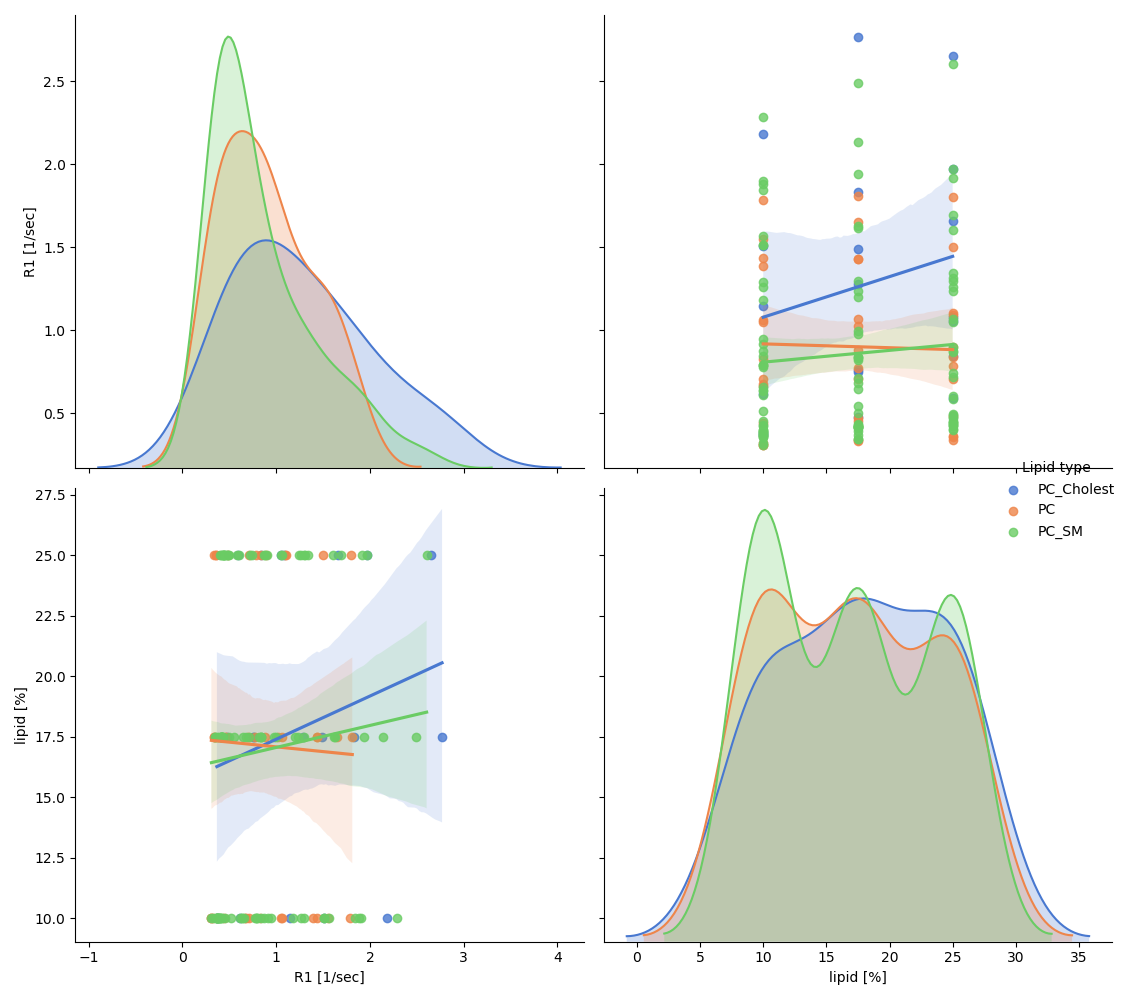 2.5
2.0
1.5
1.0
0.5
R1 [1/sec]
Lipid type
PC_Cholest
PC
PC_SM
27.5
25.0
22.5
20.0
17.5
15.0
12.5
10.0
lipid [%]
−1 0 1 2 3 4
R1 [1/sec]
0 5 10 15 20 25 30 35
lipid [%]